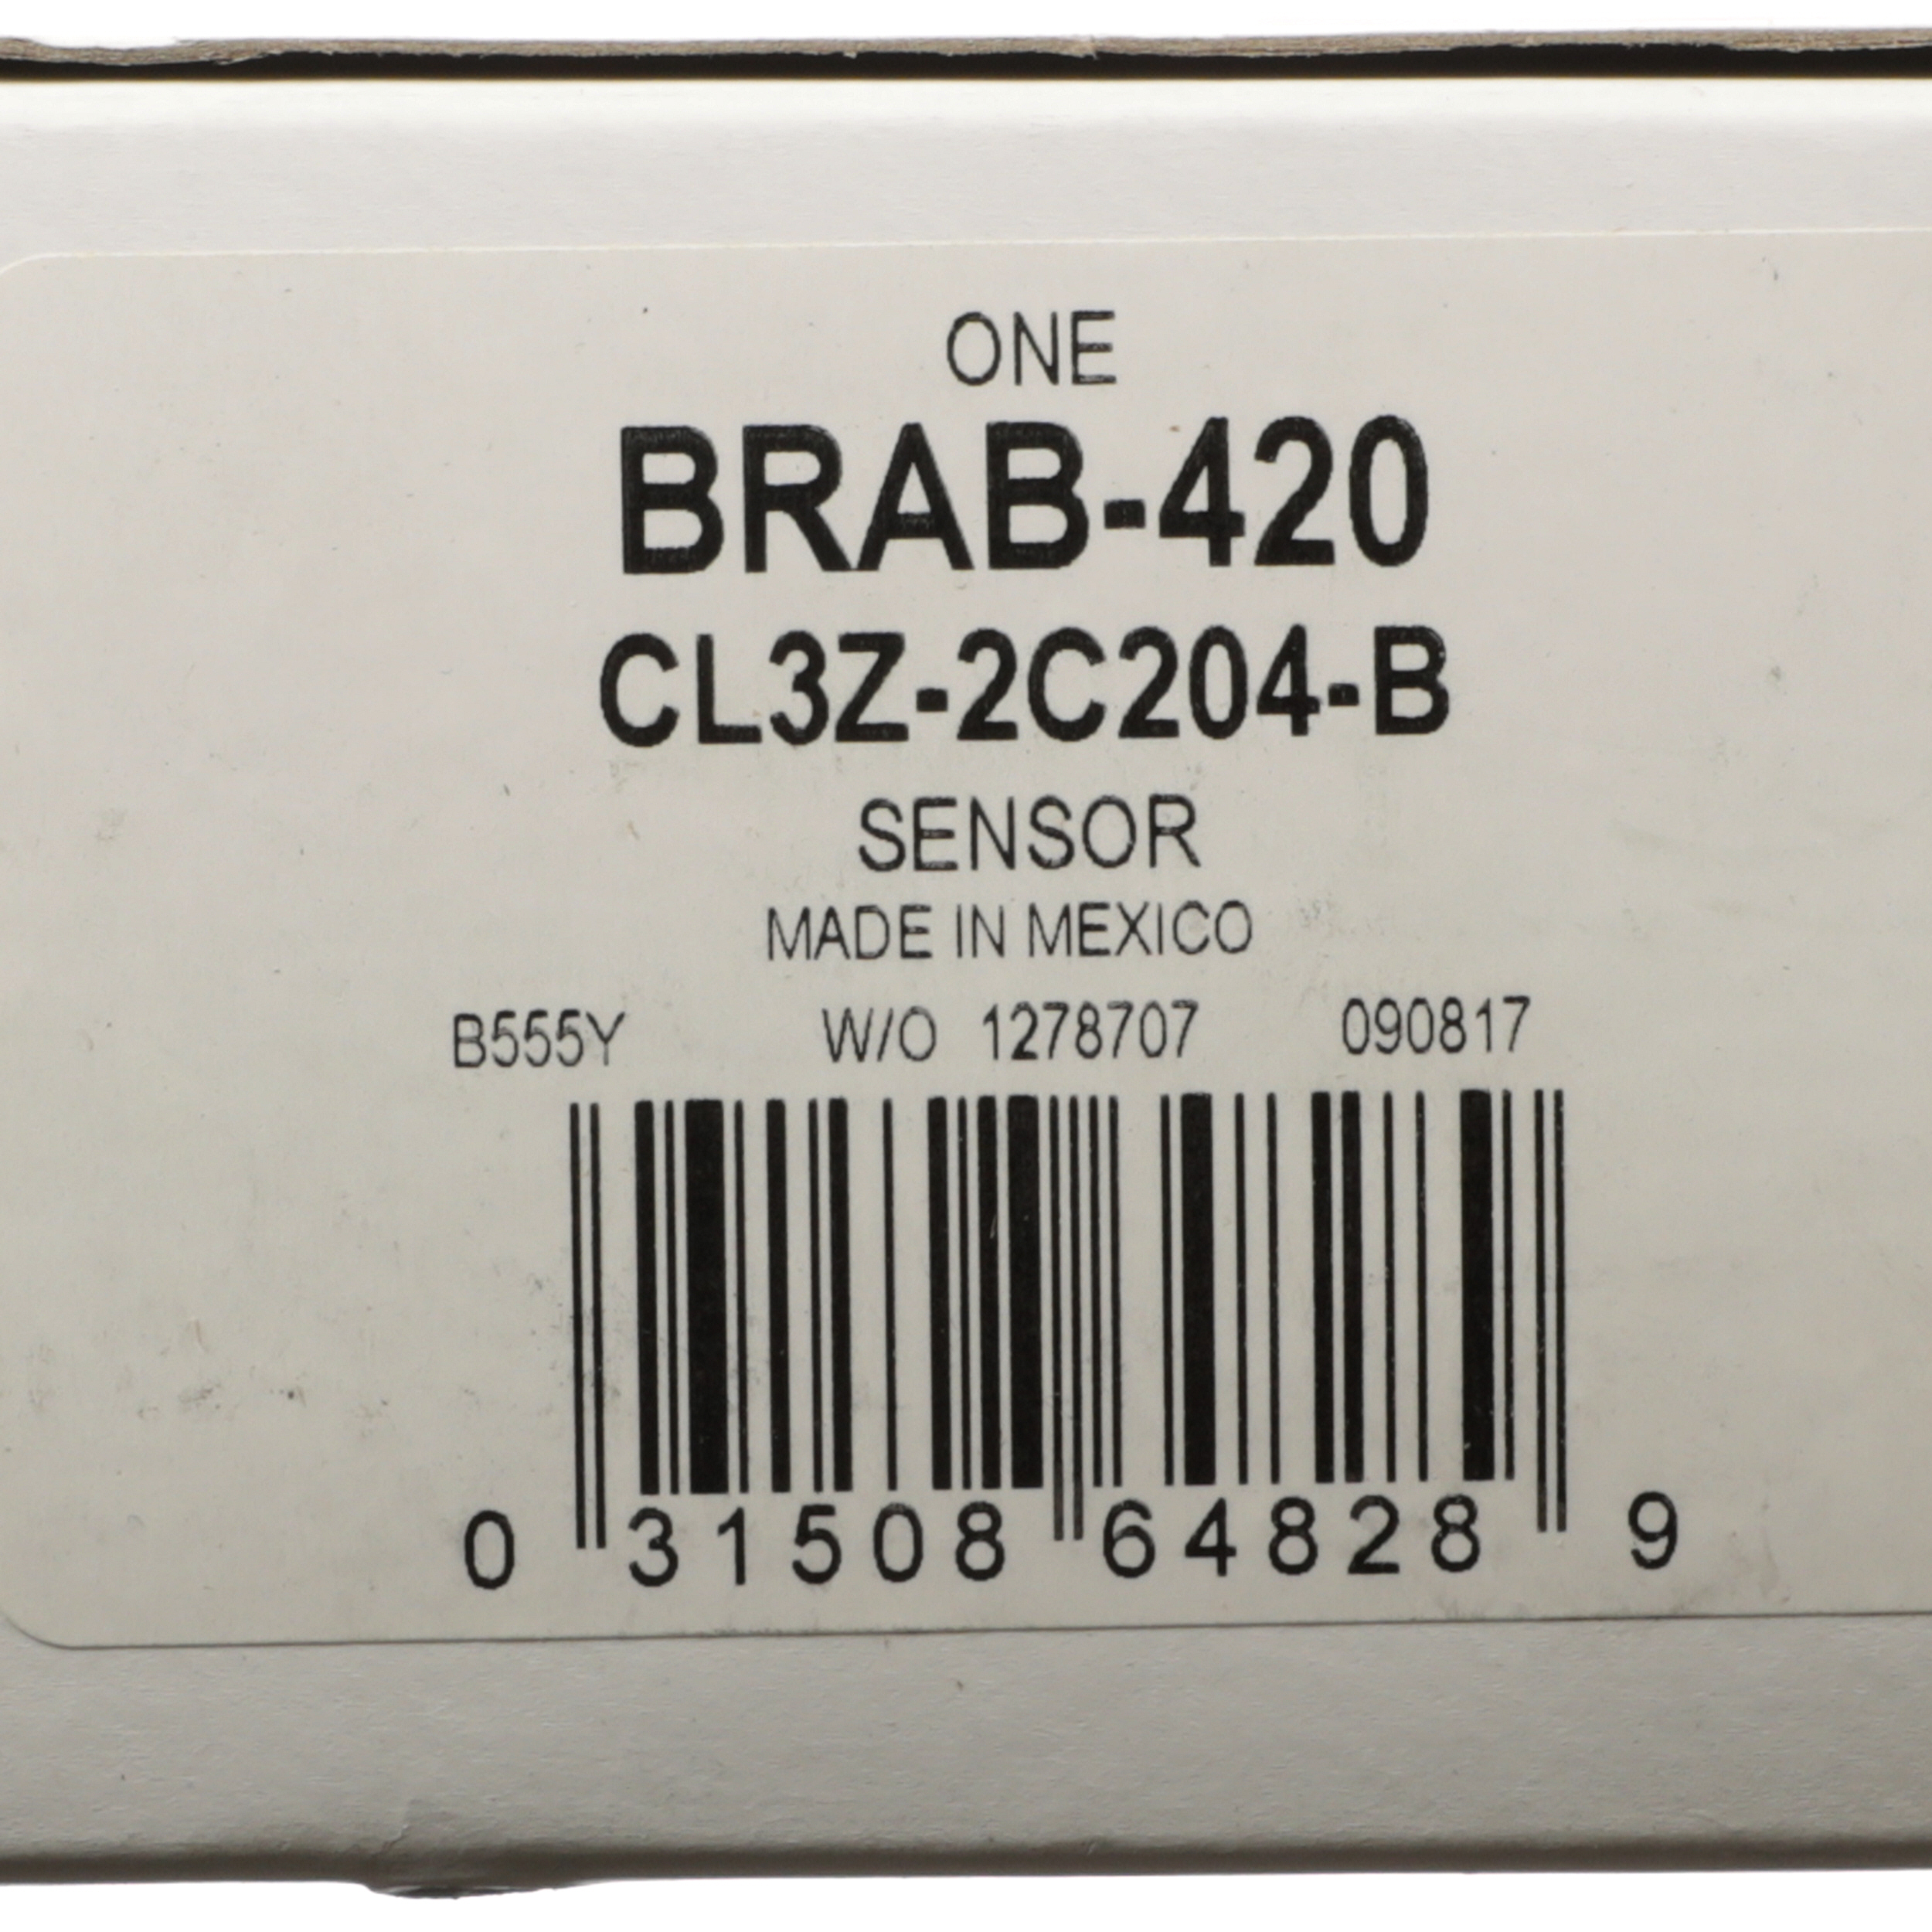 ONE
BRAB-420
CL3Z-2C204-B
SENSOR
MADE IN MEXICO
B555Y W/O 1278707 090817
0 31508 64828 9